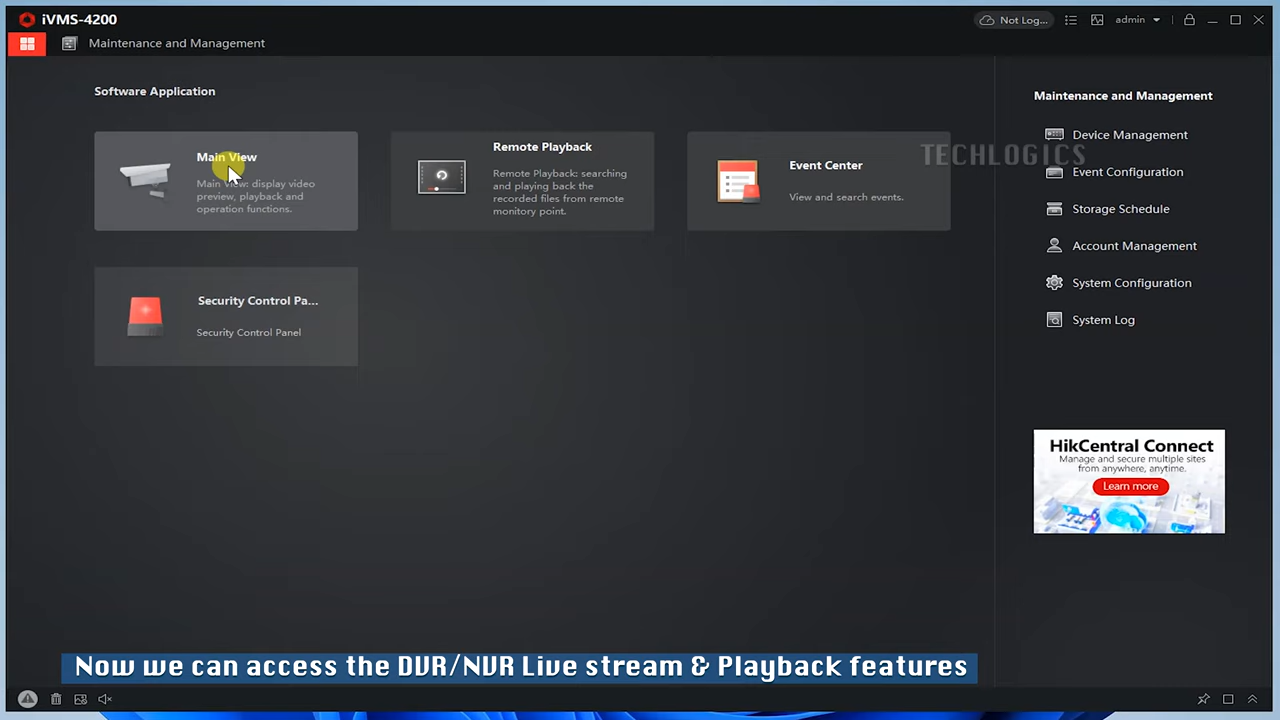 iVMS-4200
Not Log...
admin
Maintenance and Management
Software Application
Main View
Main View: display video
preview, playback and
operation functions.
Remote Playback
Remote Playback: searching
and playing back the
recorded files from remote
monitory point.
Event Center
View and search events.
Security Control Pa...
Security Control Panel
Maintenance and Management
Device Management
TECHLOGICS
Event Configuration
Storage Schedule
Account Management
System Configuration
System Log
HikCentral Connect
Manage and secure multiple sites
from anywhere, anytime.
Learn more
Now we can access the DVR/NVR Live stream & Playback features